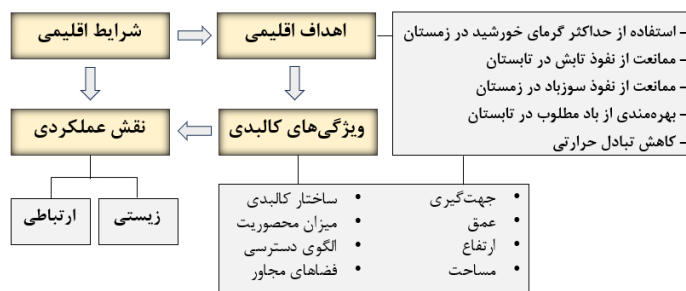 شرایط اقلیمی
اهداف اقلیمی
– استفاده از حداکثر گرمای خورشید در زمستان
– ممانعت از نفوذ تابش در تابستان
– ممانعت از نفوذ سوزباد در زمستان
– بهره‌مندی از باد مطلوب در تابستان
– کاهش تبادل حرارتی
ویژگی‌های کالبدی
نقش عملکردی
• جهت‌گیری
• عمق
• ارتفاع
• مساحت
• ساختار کالبدی
• میزان محصوریت
• الگوی دسترسی
• فضاهای مجاور
زیستی
ارتباطی